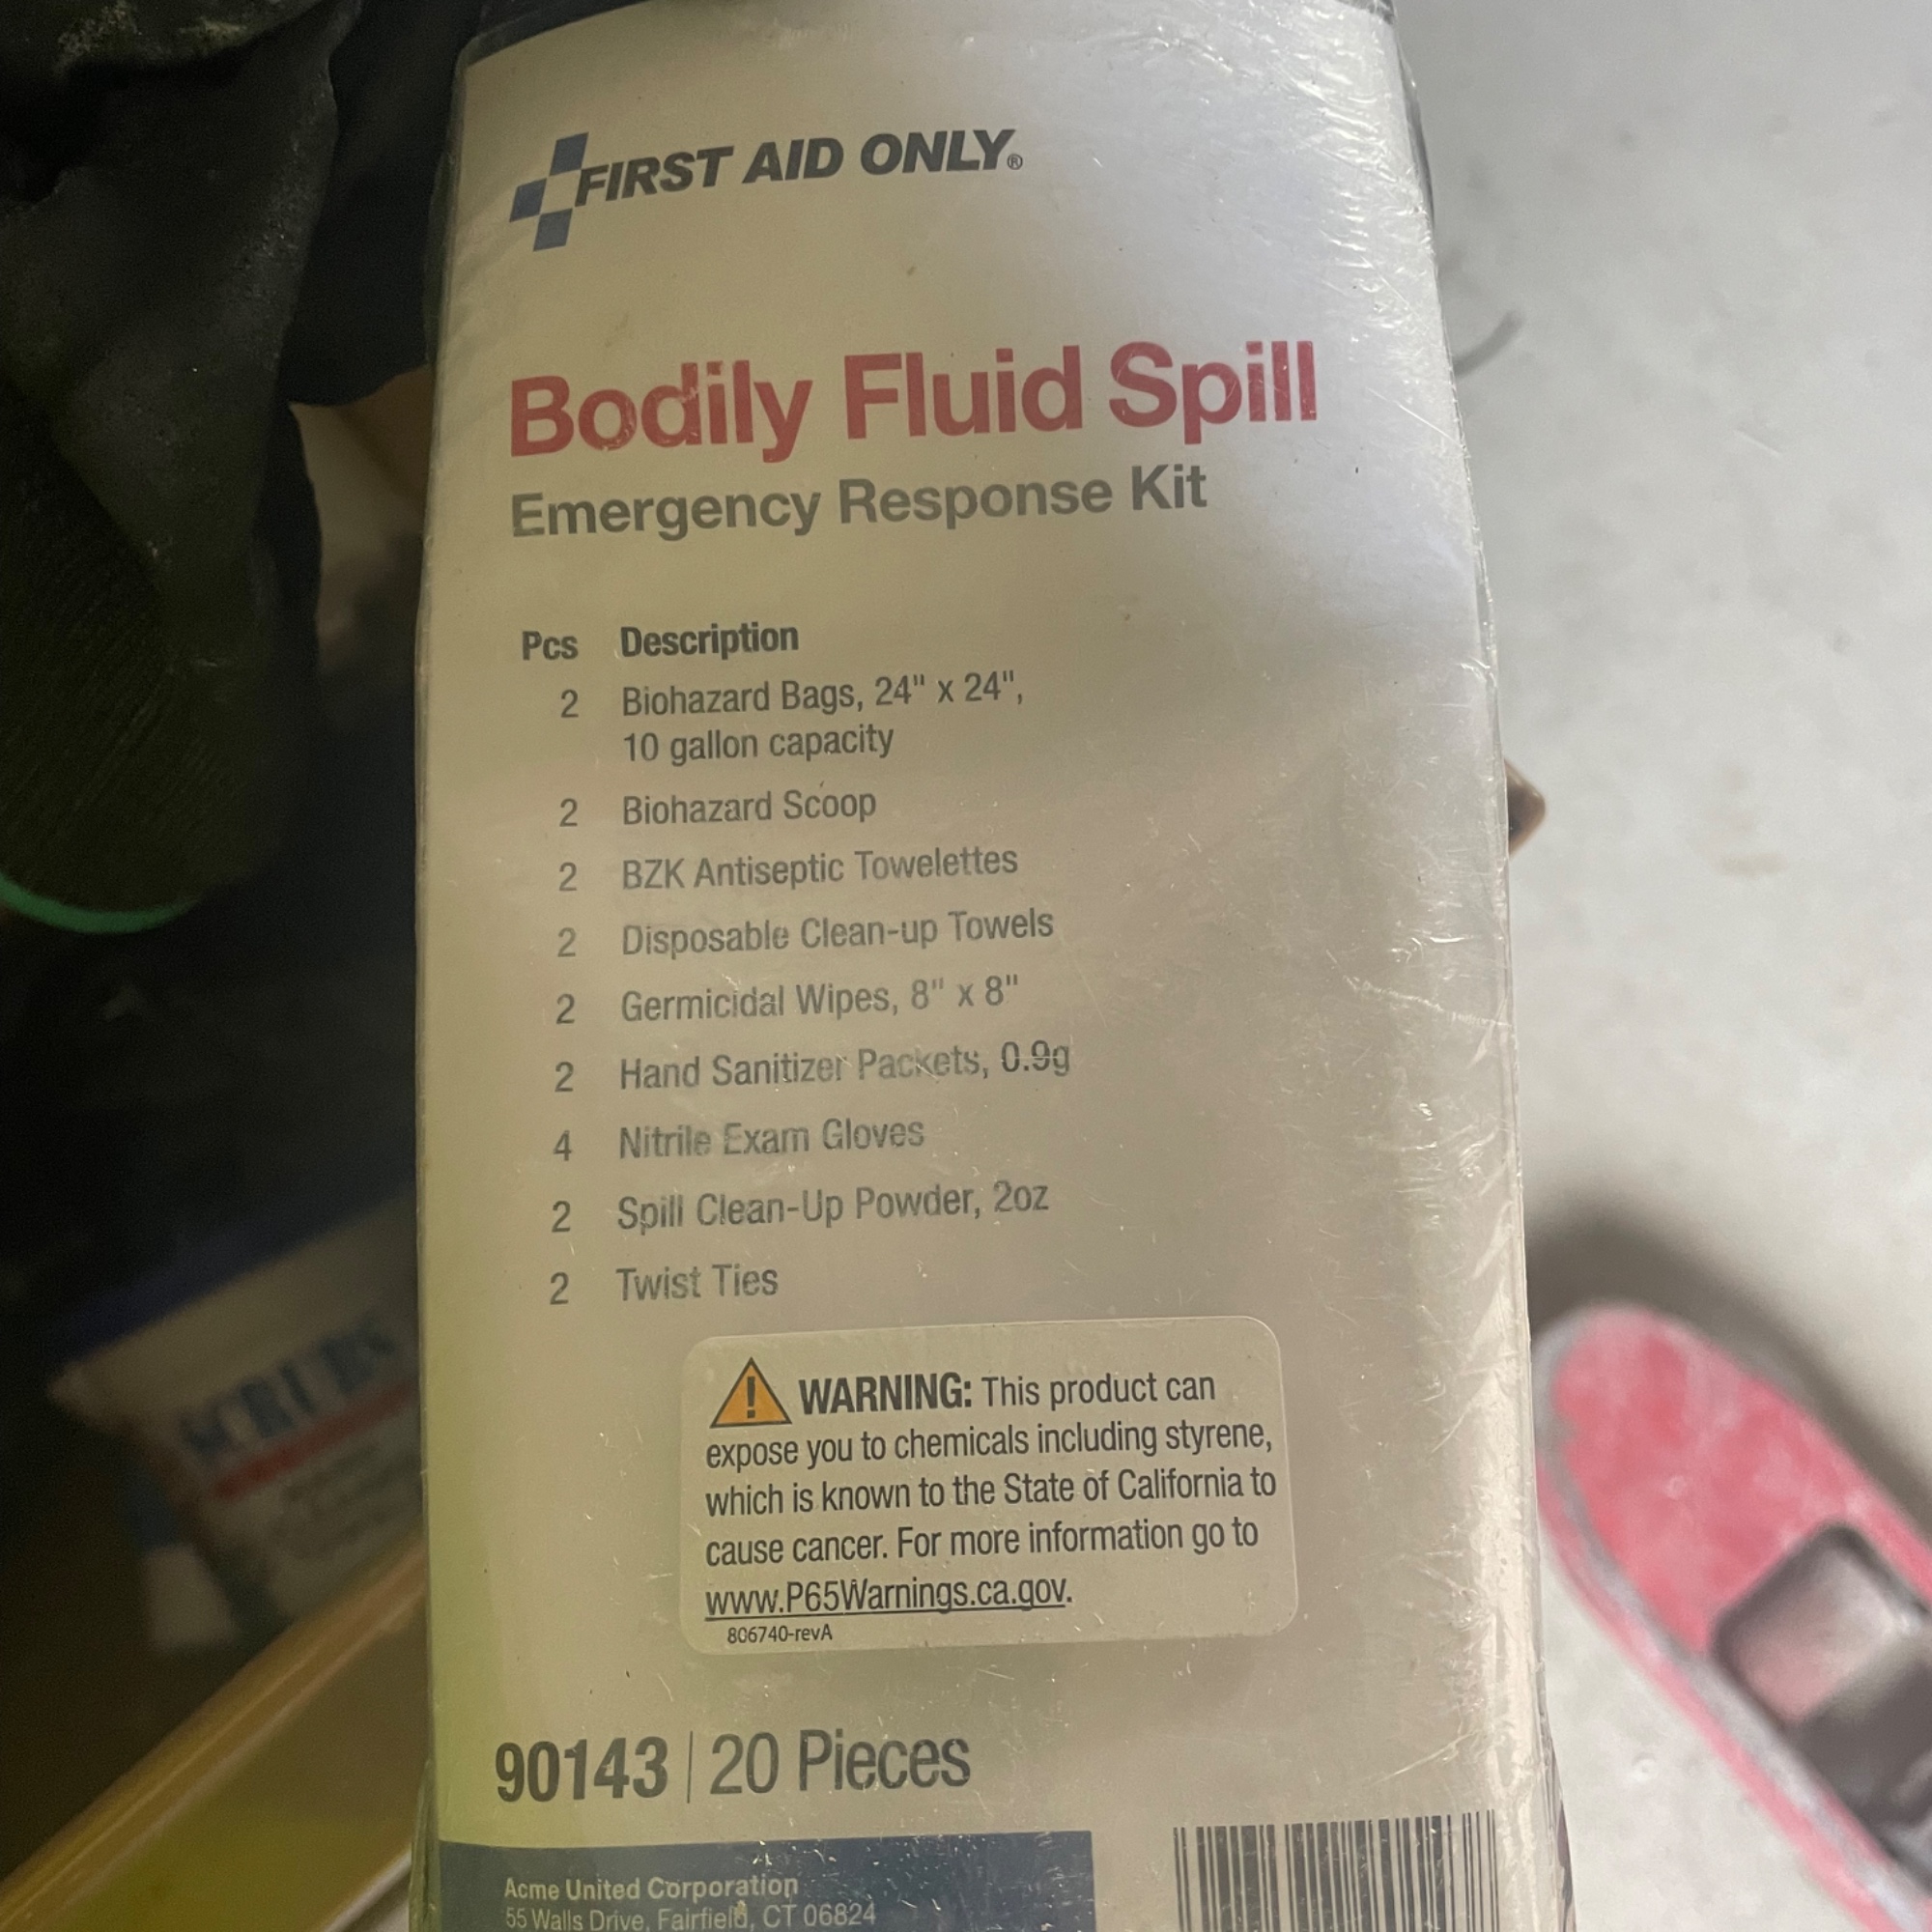 FIRST AID ONLY®
Bodily Fluid Spill
Emergency Response Kit
Pcs Description
2 Biohazard Bags, 24" x 24",
10 gallon capacity
2 Biohazard Scoop
2 BZK Antiseptic Towelettes
2 Disposable Clean-up Towels
2 Germicidal Wipes, 8" x 8"
2 Hand Sanitizer Packets, 0.9g
4 Nitrile Exam Gloves
2 Spill Clean-Up Powder, 2oz
2 Twist Ties
WARNING: This product can
expose you to chemicals including styrene,
which is known to the State of California to
cause cancer. For more information go to
www.P65Warnings.ca.gov.
806740-revA
90143 | 20 Pieces
Acme United Corporation
55 Walls Drive, Fairfield, CT 06824
SCRUBS